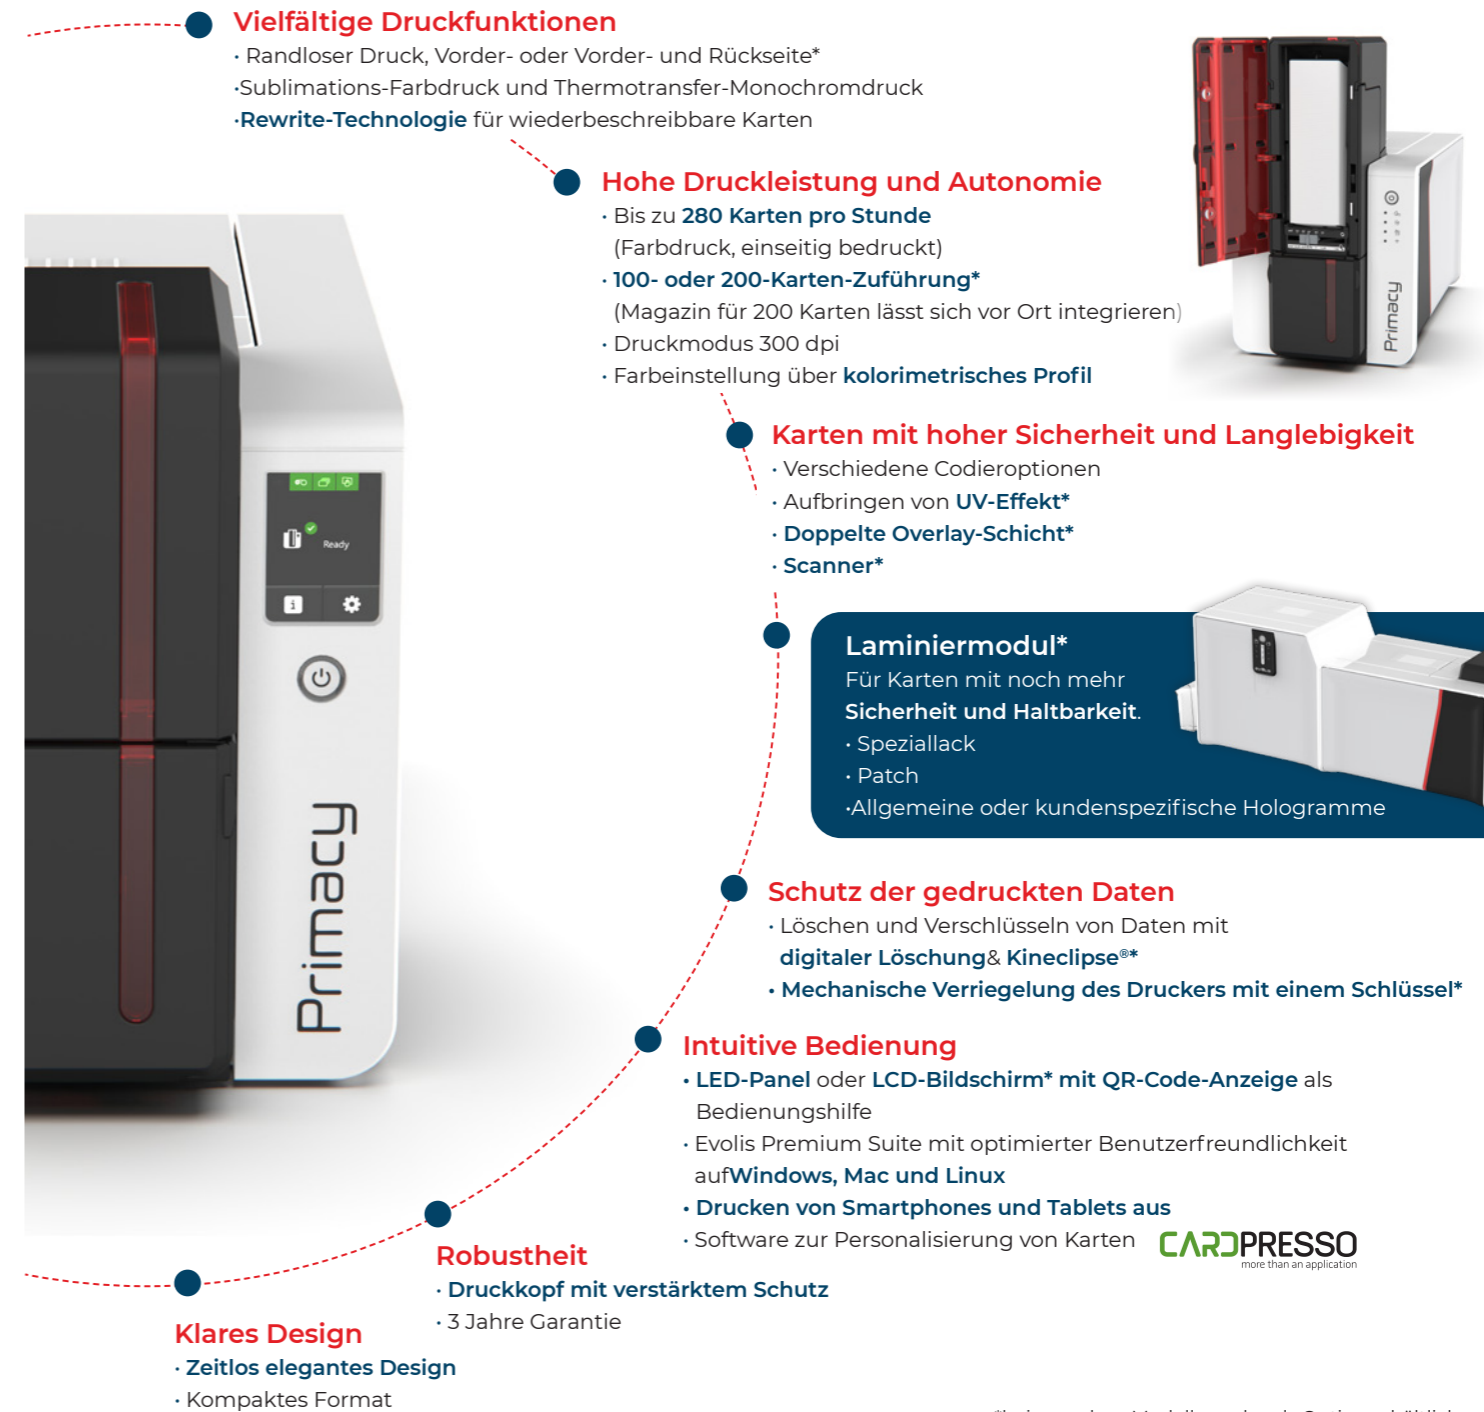 Vielfältige Druckfunktionen
· Randloser Druck, Vorder- oder Vorder- und Rückseite*
·Sublimations-Farbdruck und Thermotransfer-Monochromdruck
·Rewrite-Technologie für wiederbeschreibbare Karten
Hohe Druckleistung und Autonomie
· Bis zu 280 Karten pro Stunde
(Farbdruck, einseitig bedruckt)
· 100- oder 200-Karten-Zuführung*
(Magazin für 200 Karten lässt sich vor Ort integrieren)
· Druckmodus 300 dpi
· Farbeinstellung über kolorimetrisches Profil
Primacy
Karten mit hoher Sicherheit und Langlebigkeit
· Verschiedene Codieroptionen
· Aufbringen von UV-Effekt*
· Doppelte Overlay-Schicht*
· Scanner*
Ready
Primacy
Laminiermodul*
Für Karten mit noch mehr
Sicherheit und Haltbarkeit.
· Speziallack
· Patch
·Allgemeine oder kundenspezifische Hologramme
Schutz der gedruckten Daten
· Löschen und Verschlüsseln von Daten mit
digitaler Löschung& Kineclipse®*
• Mechanische Verriegelung des Druckers mit einem Schlüssel*
Intuitive Bedienung
• LED-Panel oder LCD-Bildschirm* mit QR-Code-Anzeige als
Bedienungshilfe
· Evolis Premium Suite mit optimierter Benutzerfreundlichkeit
aufWindows, Mac und Linux
• Drucken von Smartphones und Tablets aus
· Software zur Personalisierung von Karten
CARDPRESSO
more than an application
Robustheit
· Druckkopf mit verstärktem Schutz
· 3 Jahre Garantie
Klares Design
· Zeitlos elegantes Design
· Kompaktes Format